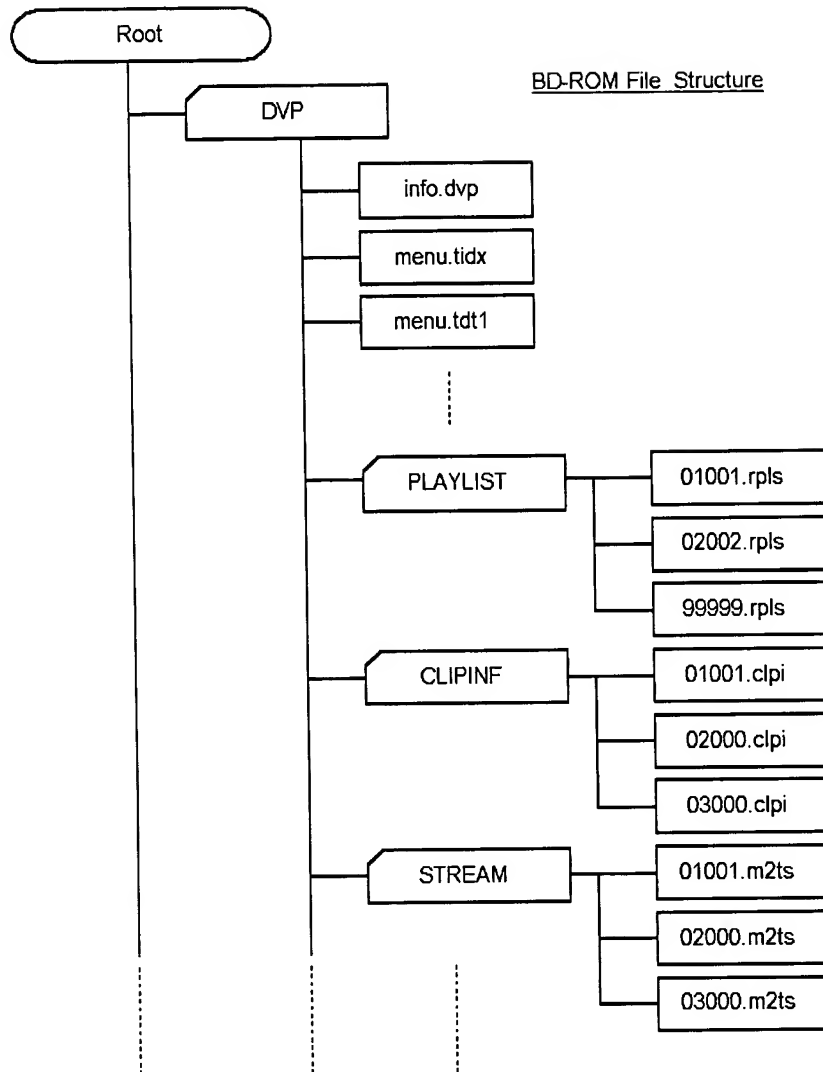 Root
BD-ROM File Structure
DVP
info.dvp
menu.tidx
menu.tdt1
PLAYLIST
01001.rpls
02002.rpls
99999.rpls
CLIPINF
01001.clpi
02000.clpi
03000.clpi
STREAM
01001.m2ts
02000.m2ts
03000.m2ts